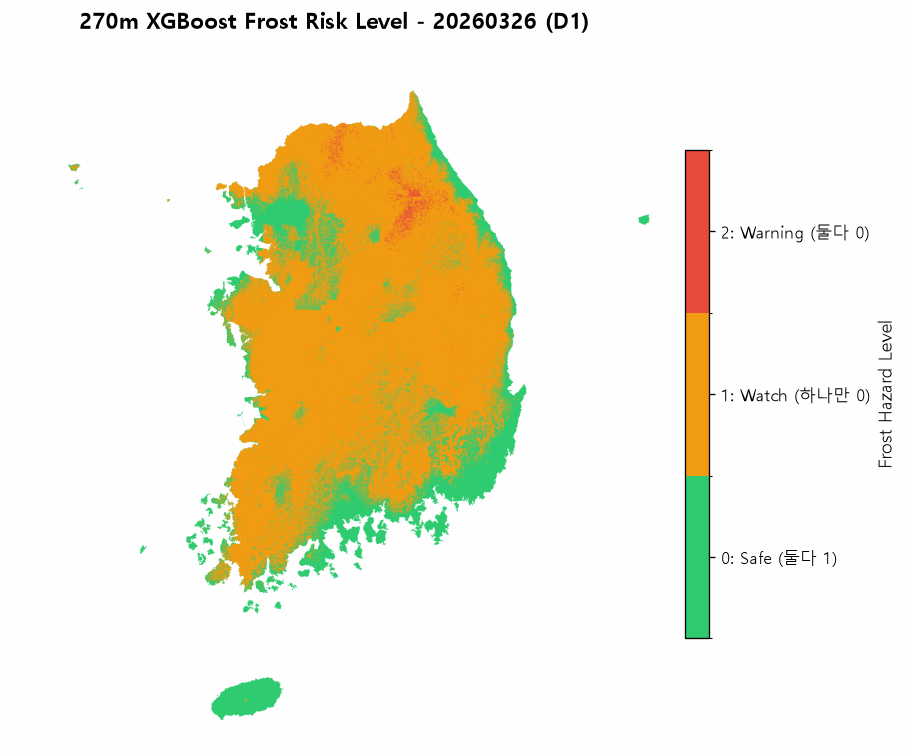 270m XGBoost Frost Risk Level - 20260326 (D1)
2: Warning (둘다 0)
1: Watch (하나만 0)
0: Safe (둘다 1)
Frost Hazard Level